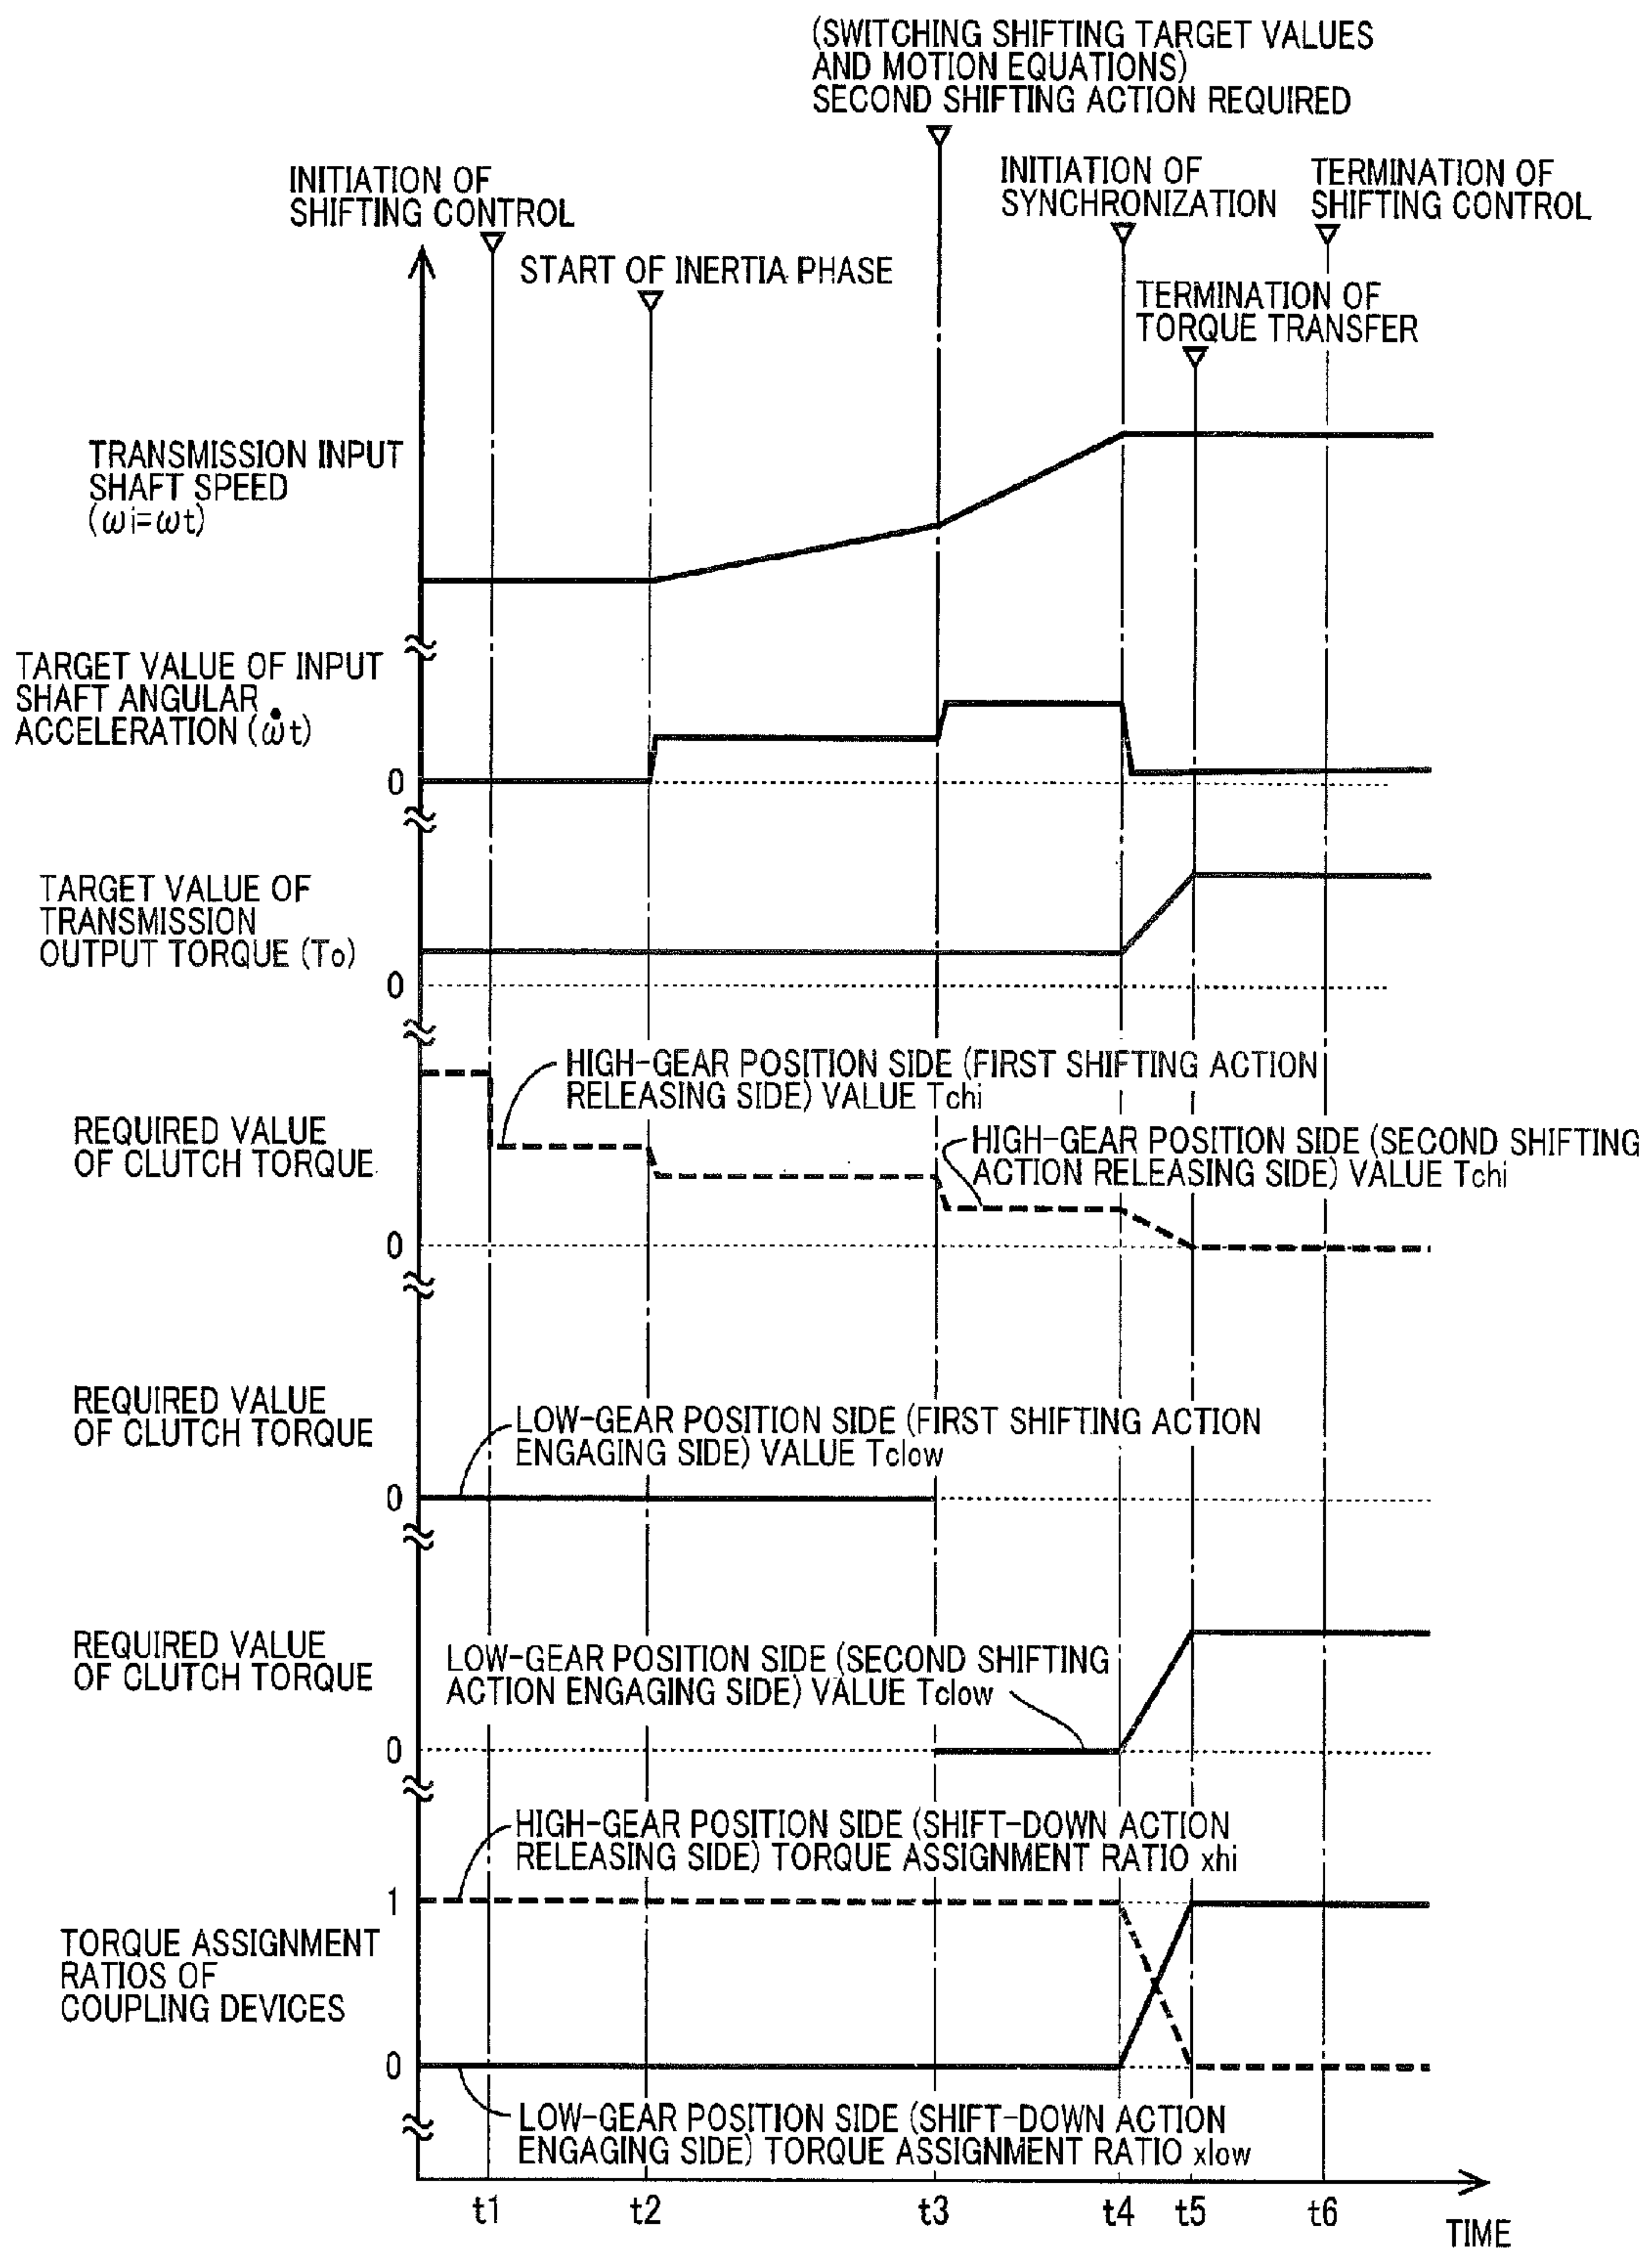 (SWITCHING SHIFTING TARGET VALUES
AND MOTION EQUATIONS)
SECOND SHIFTING ACTION REQUIRED
INITIATION OF
SHIFTING CONTROL
INITIATION OF
SYNCHRONIZATION
TERMINATION OF
SHIFTING CONTROL
START OF INERTIA PHASE
TERMINATION OF
TORQUE TRANSFER
TRANSMISSION INPUT
SHAFT SPEED
(ωi=ωt)
TARGET VALUE OF INPUT
SHAFT ANGULAR
ACCELERATION (ω̇t)
0
TARGET VALUE OF
TRANSMISSION
OUTPUT TORQUE (To)
0
HIGH-GEAR POSITION SIDE (FIRST SHIFTING ACTION
RELEASING SIDE) VALUE Tchi
REQUIRED VALUE
OF CLUTCH TORQUE
HIGH-GEAR POSITION SIDE (SECOND SHIFTING
ACTION RELEASING SIDE) VALUE Tchi
0
REQUIRED VALUE
OF CLUTCH TORQUE
LOW-GEAR POSITION SIDE (FIRST SHIFTING ACTION
ENGAGING SIDE) VALUE Tclow
0
REQUIRED VALUE
OF CLUTCH TORQUE
LOW-GEAR POSITION SIDE (SECOND SHIFTING
ACTION ENGAGING SIDE) VALUE Tclow
0
HIGH-GEAR POSITION SIDE (SHIFT-DOWN ACTION
RELEASING SIDE) TORQUE ASSIGNMENT RATIO xhi
1
TORQUE ASSIGNMENT
RATIOS OF
COUPLING DEVICES
0
LOW-GEAR POSITION SIDE (SHIFT-DOWN ACTION
ENGAGING SIDE) TORQUE ASSIGNMENT RATIO xlow
t1 t2 t3 t4 t5 t6
TIME